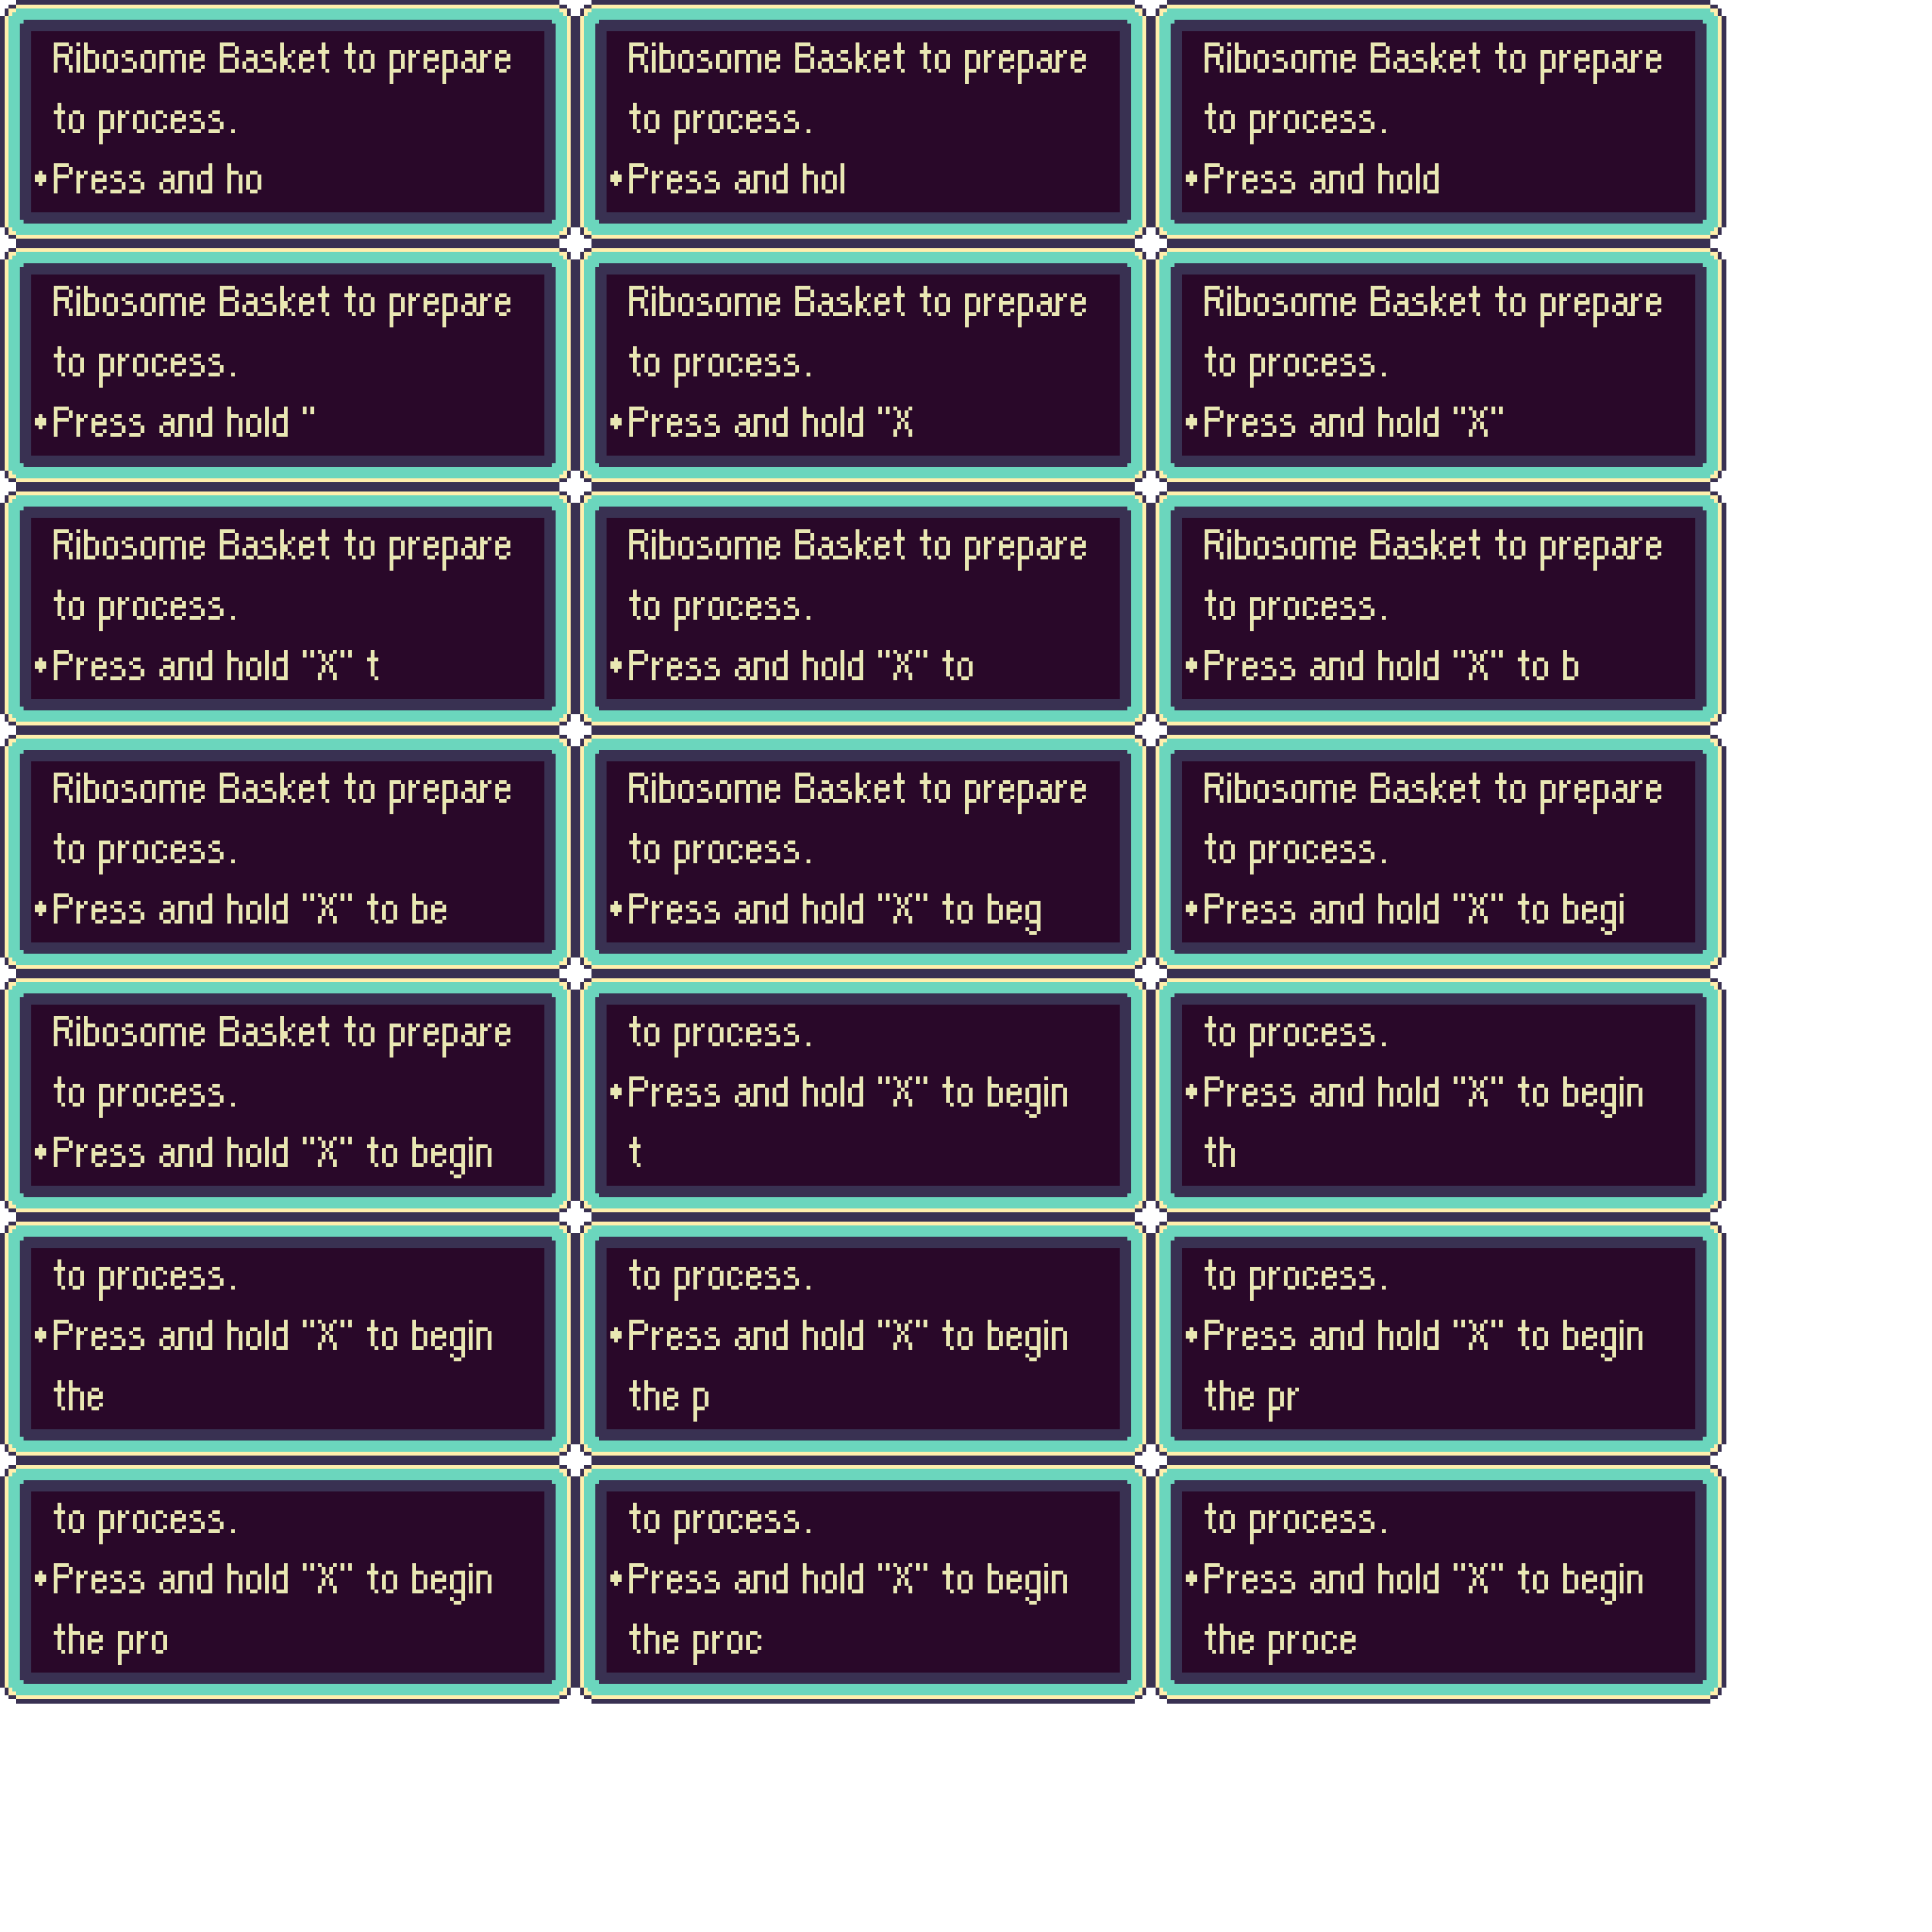 Ribosome Basket to prepare
to process.
•Press and ho
Ribosome Basket to prepare
to process.
•Press and hol
Ribosome Basket to prepare
to process.
•Press and hold
Ribosome Basket to prepare
to process.
•Press and hold "
Ribosome Basket to prepare
to process.
•Press and hold "X
Ribosome Basket to prepare
to process.
•Press and hold "X"
Ribosome Basket to prepare
to process.
•Press and hold "X" t
Ribosome Basket to prepare
to process.
•Press and hold "X" to
Ribosome Basket to prepare
to process.
•Press and hold "X" to b
Ribosome Basket to prepare
to process.
•Press and hold "X" to be
Ribosome Basket to prepare
to process.
•Press and hold "X" to beg
Ribosome Basket to prepare
to process.
•Press and hold "X" to begi
Ribosome Basket to prepare
to process.
•Press and hold "X" to begin
to process.
•Press and hold "X" to begin
t
to process.
•Press and hold "X" to begin
th
to process.
•Press and hold "X" to begin
the
to process.
•Press and hold "X" to begin
the p
to process.
•Press and hold "X" to begin
the pr
to process.
•Press and hold "X" to begin
the pro
to process.
•Press and hold "X" to begin
the proc
to process.
•Press and hold "X" to begin
the proce